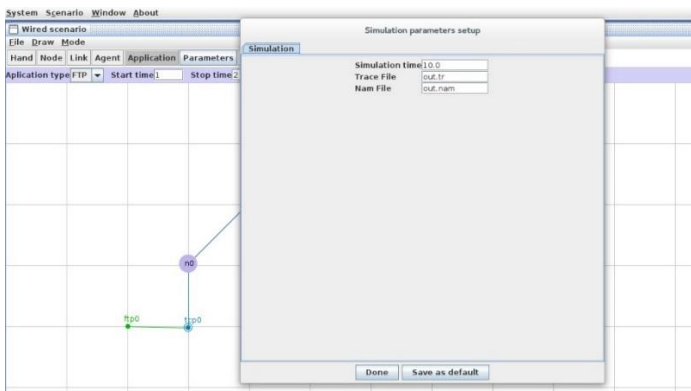 System Scenario Window About
Wired scenario
File Draw Mode
Hand Node Link Agent Application Parameters
Aplication type FTP Start time 1 Stop time 2
Simulation parameters setup
Simulation
Simulation time 10.0
Trace File out.tr
Nam File out.nam
n0
ftp0 tcp0
Done Save as default